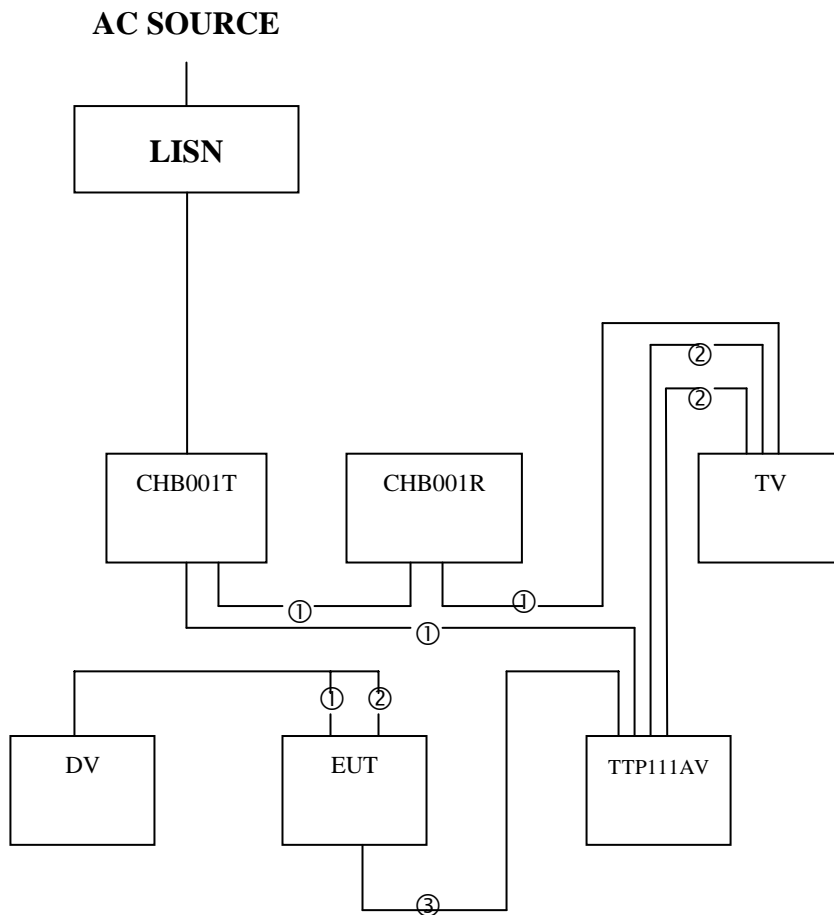 AC SOURCE
LISN
②
②
CHB001T
CHB001R
TV
①
①
①
①
②
DV
EUT
TTP111AV
③